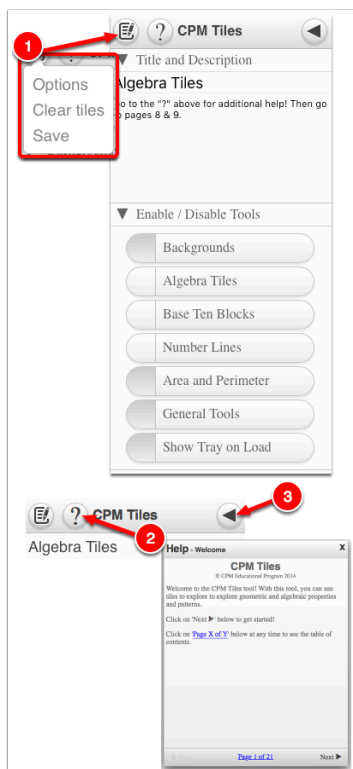 1
? CPM Tiles
Title and Description
Options
Clear tiles
Save
Algebra Tiles
o to the "?" above for additional help! Then go
pages 8 & 9.
Enable / Disable Tools
Backgrounds
Algebra Tiles
Base Ten Blocks
Number Lines
Area and Perimeter
General Tools
Show Tray on Load
3
? CPM Tiles
2
Algebra Tiles
Help - Welcome X
CPM Tiles
© CPM Educational Program 2014
Welcome to the CPM Tiles tool! With this tool, you can use
tiles to explore to explore geometric and algebraic properties
and patterns.
Click on 'Next ▶' below to get started!
Click on 'Page X of Y' below at any time to see the table of
contents.
Page 1 of 21 Next ▶